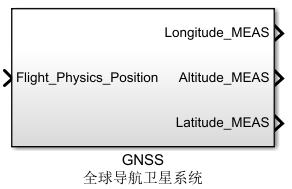 Longitude_MEAS
Flight_Physics_Position
Altitude_MEAS
Latitude_MEAS
GNSS
全球导航卫星系统